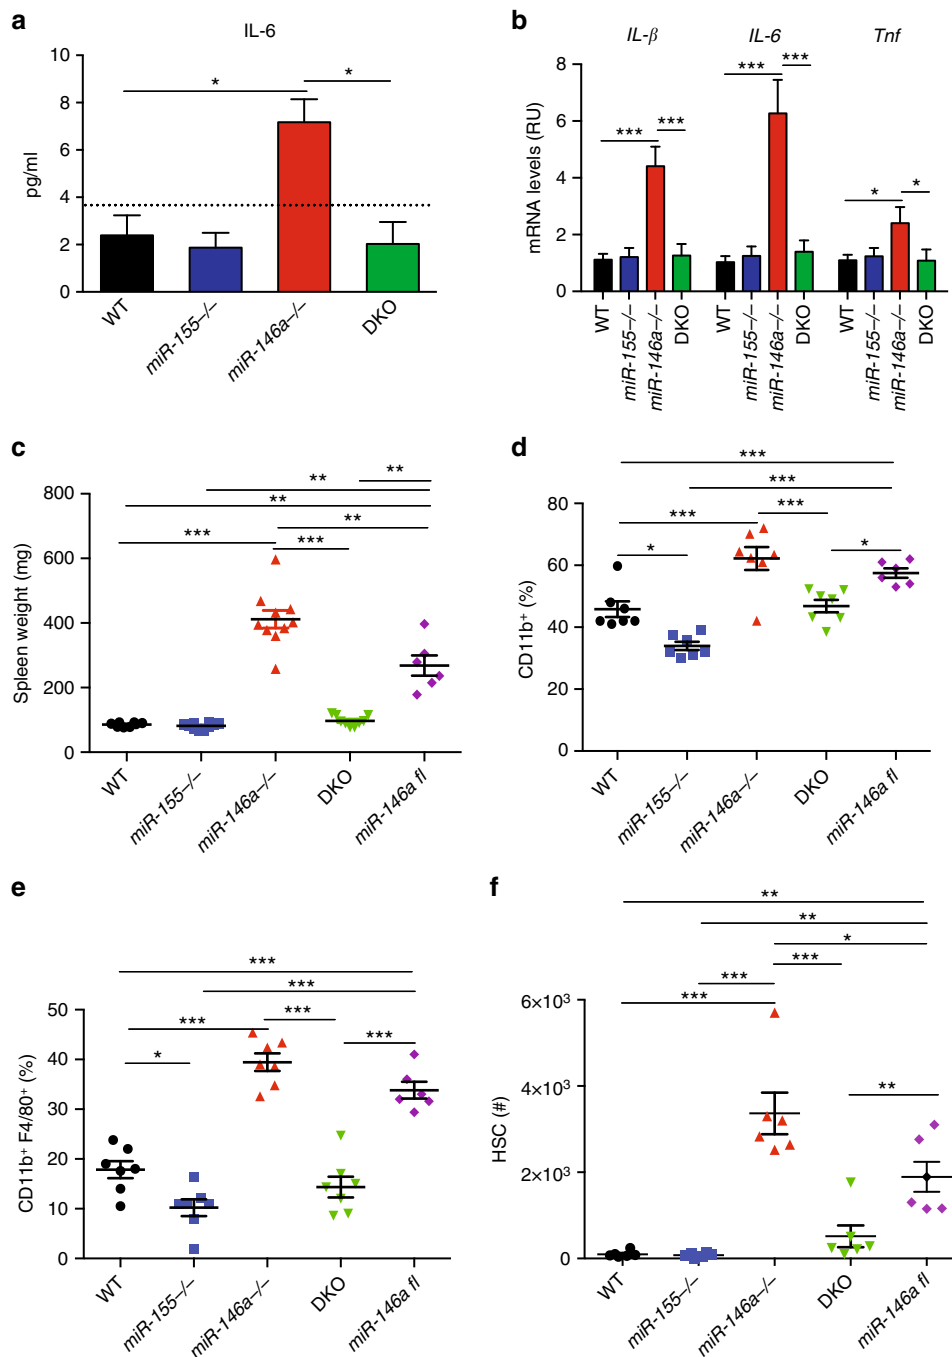 a
IL-6
10
8
6
4
2
0
pg/ml
*
*
WT
miR-155–/–
miR-146a–/–
DKO
b
IL-β
IL-6
Tnf
8
6
4
2
0
mRNA levels (RU)
***
***
***
***
*
*
WT
miR-155–/–
miR-146a–/–
DKO
WT
miR-155–/–
miR-146a–/–
DKO
WT
miR-155–/–
miR-146a–/–
DKO
c
800
600
400
200
0
Spleen weight (mg)
**
**
**
**
***
***
WT
miR-155–/–
miR-146a–/–
DKO
miR-146a fl
d
80
60
40
20
0
CD11b⁺ (%)
***
***
***
***
*
*
WT
miR-155–/–
miR-146a–/–
DKO
miR-146a fl
e
50
40
30
20
10
0
CD11b⁺ F4/80⁺ (%)
***
***
***
***
***
*
WT
miR-155–/–
miR-146a–/–
DKO
miR-146a fl
f
6×10³
4×10³
2×10³
0
HSC (#)
**
**
*
***
***
***
**
WT
miR-155–/–
miR-146a–/–
DKO
miR-146a fl